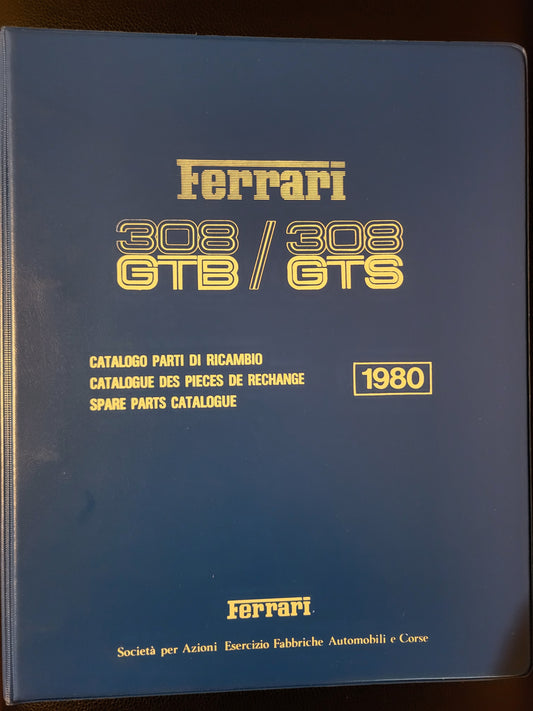 Ferrari
308 / 308
GTB / GTS
CATALOGO PARTI DI RICAMBIO
CATALOGUE DES PIECES DE RECHANGE
SPARE PARTS CATALOGUE
1980
Ferrari
Società per Azioni Esercizio Fabbriche Automobili e Corse